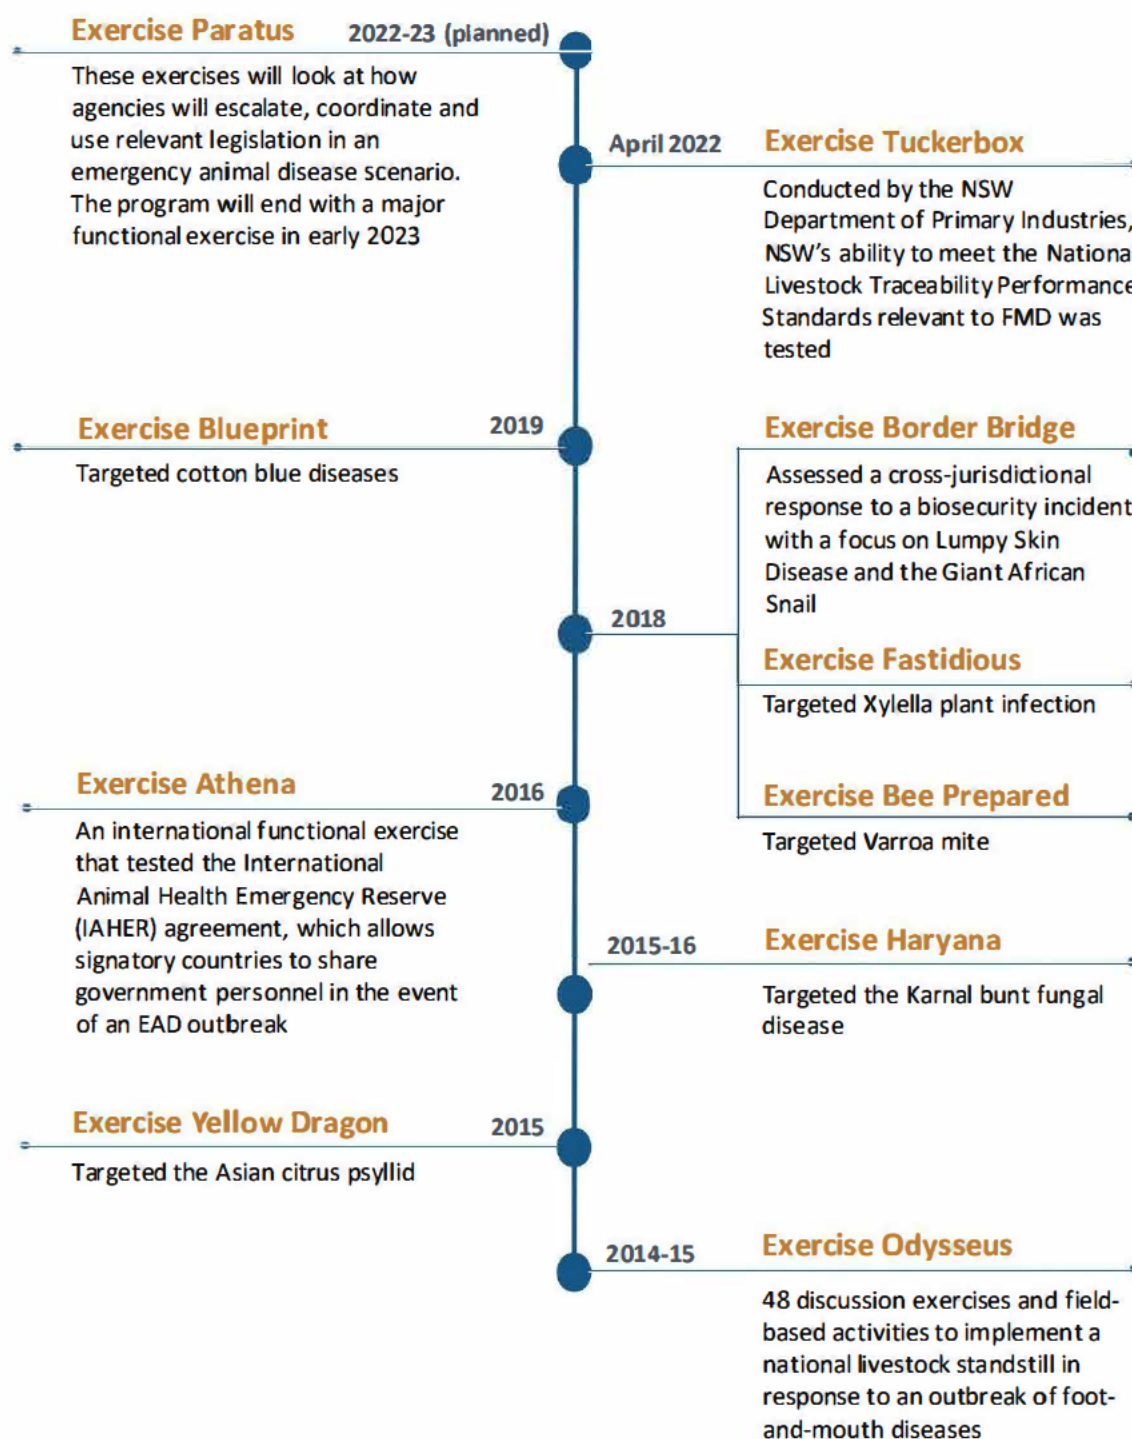 Exercise Paratus 2022-23 (planned)
These exercises will look at how
agencies will escalate, coordinate and
use relevant legislation in an
emergency animal disease scenario.
The program will end with a major
functional exercise in early 2023
April 2022 Exercise Tuckerbox
Conducted by the NSW
Department of Primary Industries,
NSW's ability to meet the Nationa
Livestock Traceability Performance
Standards relevant to FMD was
tested
Exercise Blueprint 2019
Targeted cotton blue diseases
2018
Exercise Border Bridge
Assessed a cross-jurisdictional
response to a biosecurity incident
with a focus on Lumpy Skin
Disease and the Giant African
Snail
Exercise Fastidious
Targeted Xylella plant infection
Exercise Bee Prepared
Targeted Varroa mite
Exercise Athena 2016
An international functional exercise
that tested the International
Animal Health Emergency Reserve
(IAHER) agreement, which allows
signatory countries to share
government personnel in the event
of an EAD outbreak
2015-16 Exercise Haryana
Targeted the Karnal bunt fungal
disease
Exercise Yellow Dragon 2015
Targeted the Asian citrus psyllid
2014-15 Exercise Odysseus
48 discussion exercises and field-
based activities to implement a
national livestock standstill in
response to an outbreak of foot-
and-mouth diseases